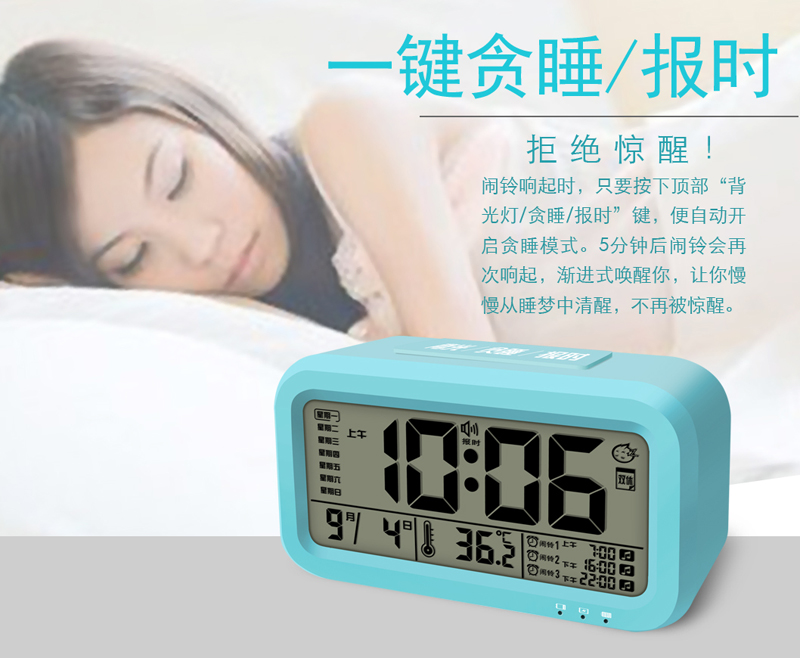 一键贪睡/报时
拒绝惊醒！
闹铃响起时，只要按下顶部“背
光灯/贪睡/报时”键，便自动开
启贪睡模式。5分钟后闹铃会再
次响起，渐进式唤醒你，让你慢
慢从睡梦中清醒，不再被惊醒。
贪睡 报时
星期一
星期二
星期三
星期四
星期五
星期六
星期日
上午
10:06
报时
双休
9月/ 4日
36.2℃
闹铃1 上午 7:00
闹铃2 下午 16:00
闹铃3 下午 22:00